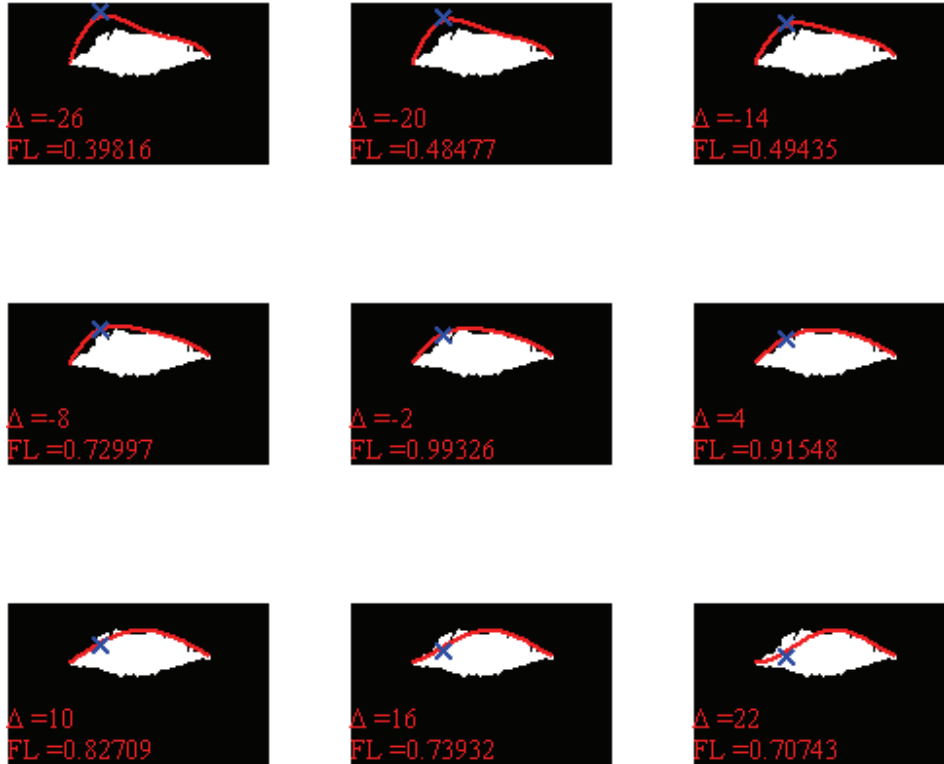 Δ =-26
FL =0.39816
Δ =-20
FL =0.48477
Δ =-14
FL =0.49435
Δ =-8
FL =0.72997
Δ =-2
FL =0.99326
Δ =4
FL =0.91548
Δ =10
FL =0.82709
Δ =16
FL =0.73932
Δ =22
FL =0.70743